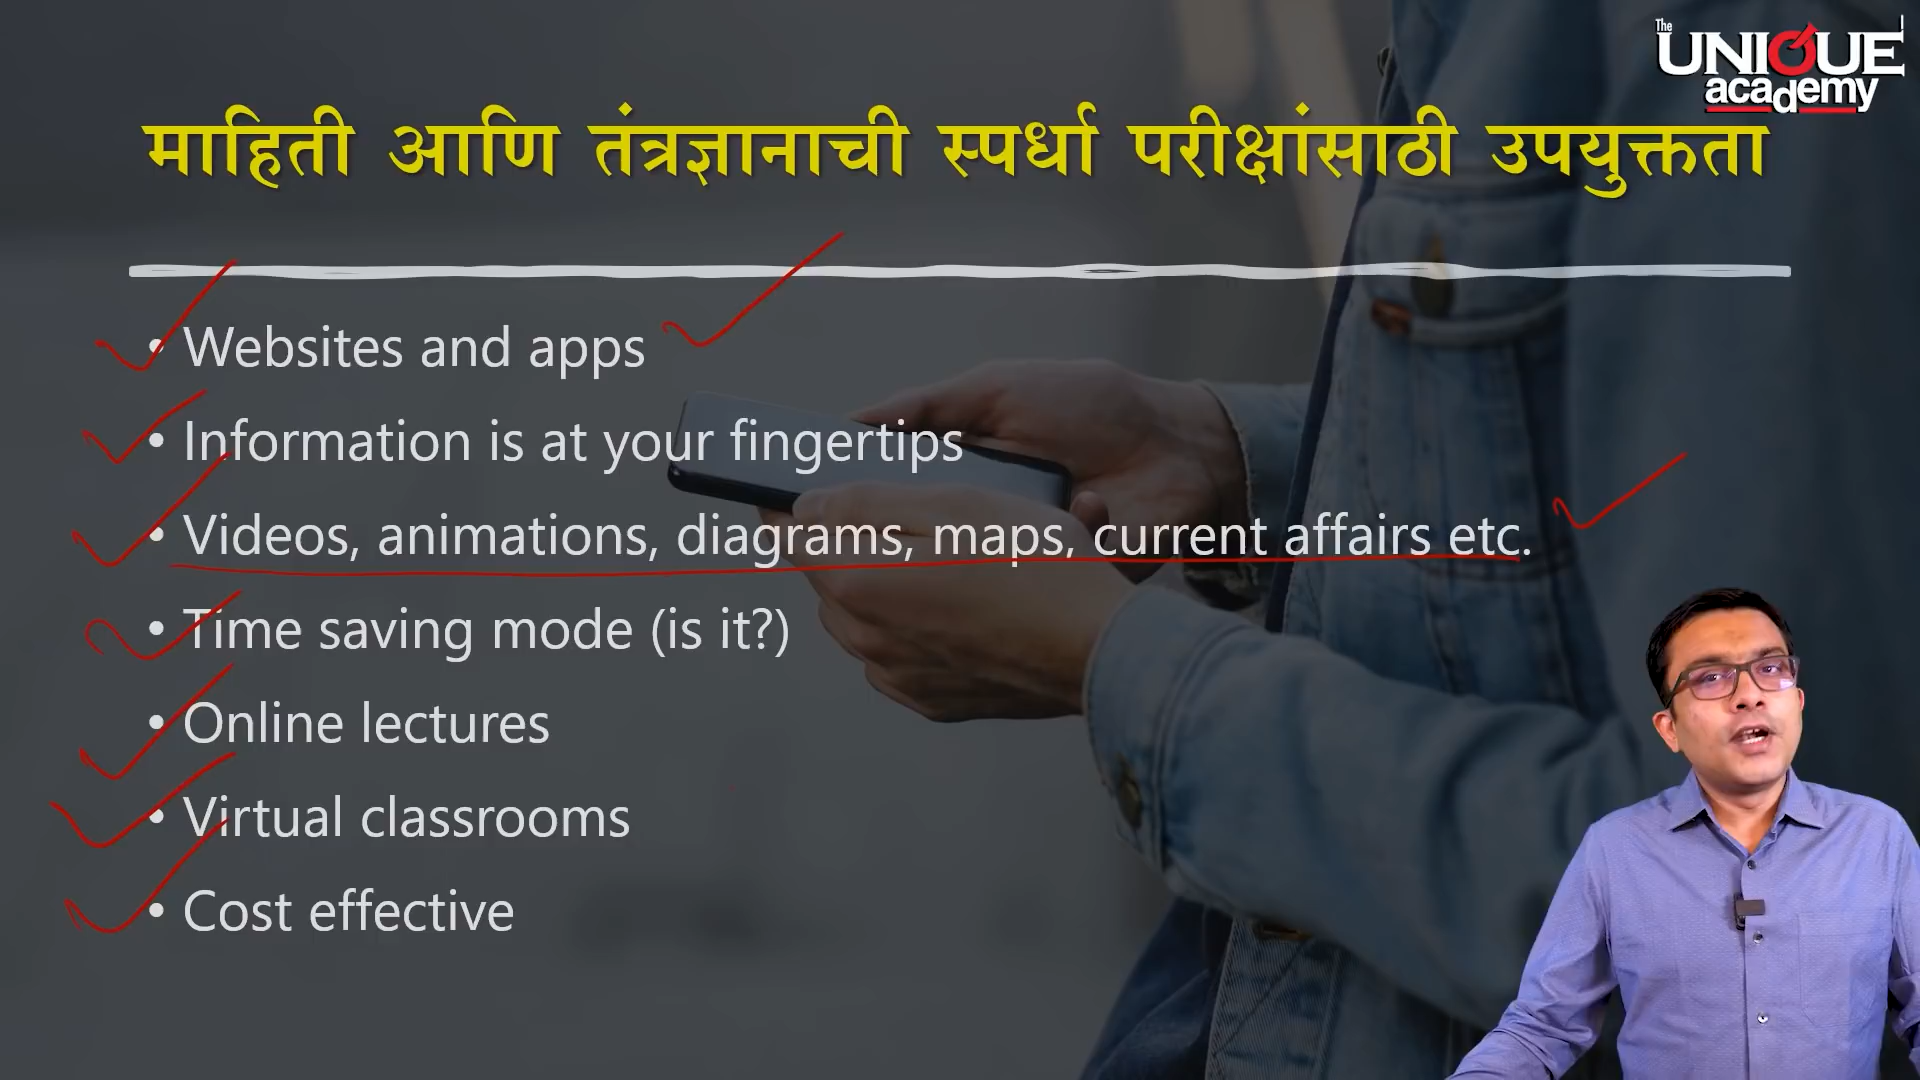 The
UNIQUE
academy
माहिती आणि तंत्रज्ञानाची स्पर्धा परीक्षांसाठी उपयुक्तता
• Websites and apps
• Information is at your fingertips
• Videos, animations, diagrams, maps, current affairs etc.
• Time saving mode (is it?)
• Online lectures
• Virtual classrooms
• Cost effective